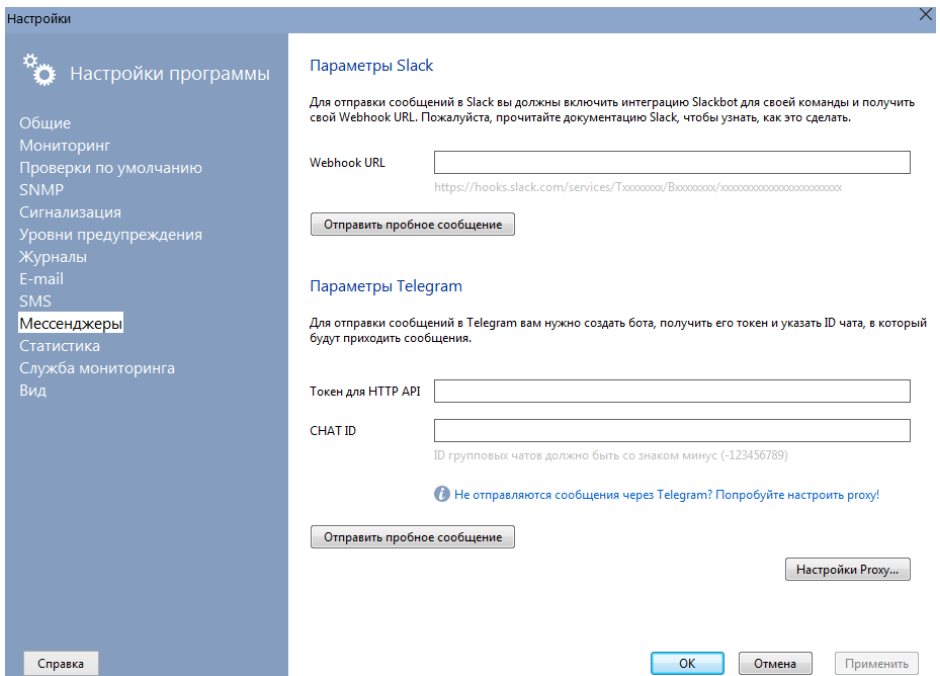 Настройки
Настройки программы
Общие
Мониторинг
Проверки по умолчанию
SNMP
Сигнализация
Уровни предупреждения
Журналы
E-mail
SMS
Мессенджеры
Статистика
Служба мониторинга
Вид
Справка
Параметры Slack
Для отправки сообщений в Slack вы должны включить интеграцию Slackbot для своей команды и получить
свой Webhook URL. Пожалуйста, прочитайте документацию Slack, чтобы узнать, как это сделать.
Webhook URL
https://hooks.slack.com/services/Txxxxxxxx/Bxxxxxxxx/xxxxxxxxxxxxxxxxxxxxxxxx
Отправить пробное сообщение
Параметры Telegram
Для отправки сообщений в Telegram вам нужно создать бота, получить его токен и указать ID чата, в который
будут приходить сообщения.
Токен для HTTP API
CHAT ID
ID групповых чатов должно быть со знаком минус (-123456789)
Не отправляются сообщения через Telegram? Попробуйте настроить proxy!
Отправить пробное сообщение
Настройки Proxy...
OK
Отмена
Применить